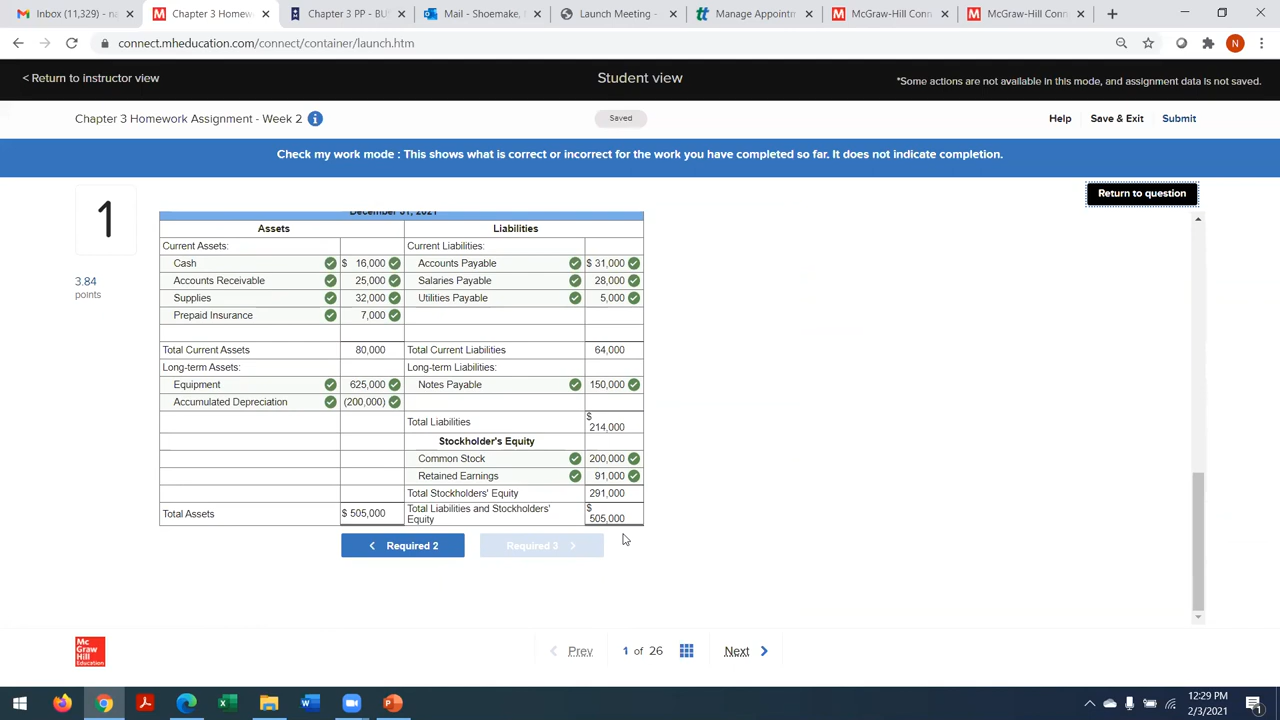 Inbox (11,329) - na
Chapter 3 Homew
Chapter 3 PP - BUS
Mail - Shoemake,
Launch Meeting -
Manage Appointm
McGraw-Hill Conn
McGraw-Hill Conn
connect.mheducation.com/connect/container/launch.htm
N
< Return to instructor view
Student view
*Some actions are not available in this mode, and assignment data is not saved.
Chapter 3 Homework Assignment - Week 2
Saved
Help Save & Exit Submit
Check my work mode : This shows what is correct or incorrect for the work you have completed so far. It does not indicate completion.
Return to question
1
3.84
points
December 31, 2021
Assets Liabilities
Current Assets: Current Liabilities:
Cash $ 16,000 Accounts Payable $ 31,000
Accounts Receivable 25,000 Salaries Payable 28,000
Supplies 32,000 Utilities Payable 5,000
Prepaid Insurance 7,000
Total Current Assets 80,000 Total Current Liabilities 64,000
Long-term Assets: Long-term Liabilities:
Equipment 625,000 Notes Payable 150,000
Accumulated Depreciation (200,000)
Total Liabilities $ 214,000
Stockholder's Equity
Common Stock 200,000
Retained Earnings 91,000
Total Stockholders' Equity 291,000
Total Assets $ 505,000 Total Liabilities and Stockholders' $
Equity 505,000
< Required 2
Required 3 >
Mc
Graw
Hill
Education
Prev 1 of 26 Next
12:29 PM
2/3/2021